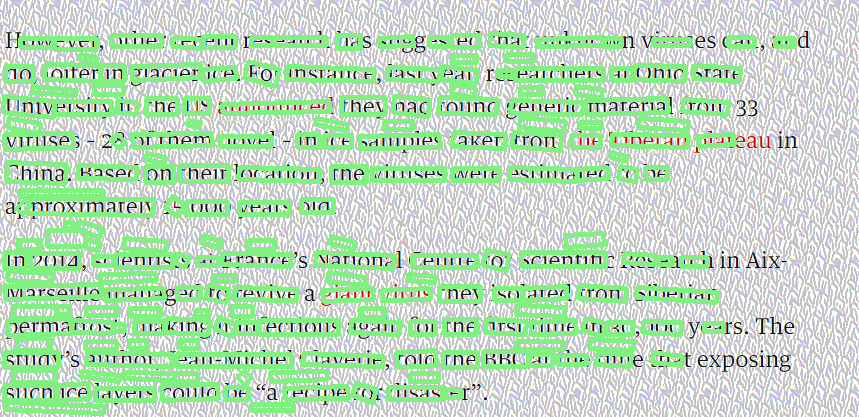 However, other recent research has suggested that unknown viruses can, and
do, loiter in glacier ice. For instance, last year researchers at Ohio State
University in the US announced they had found genetic material from 33
viruses - 28 of them novel - in ice samples taken from the Tibetan plateau in
China. Based on their location, the viruses were estimated to be
approximately 15,000 years old.
In 2014, scientists at France's National Centre for Scientific Research in Aix-
Marseille managed to revive a giant virus they isolated from Siberian
permafrost, making it infectious again for the first time in 30,000 years. The
study's author, Jean-Michel Claverie, told the BBC at the time that exposing
such ice layers could be "a recipe for disaster".